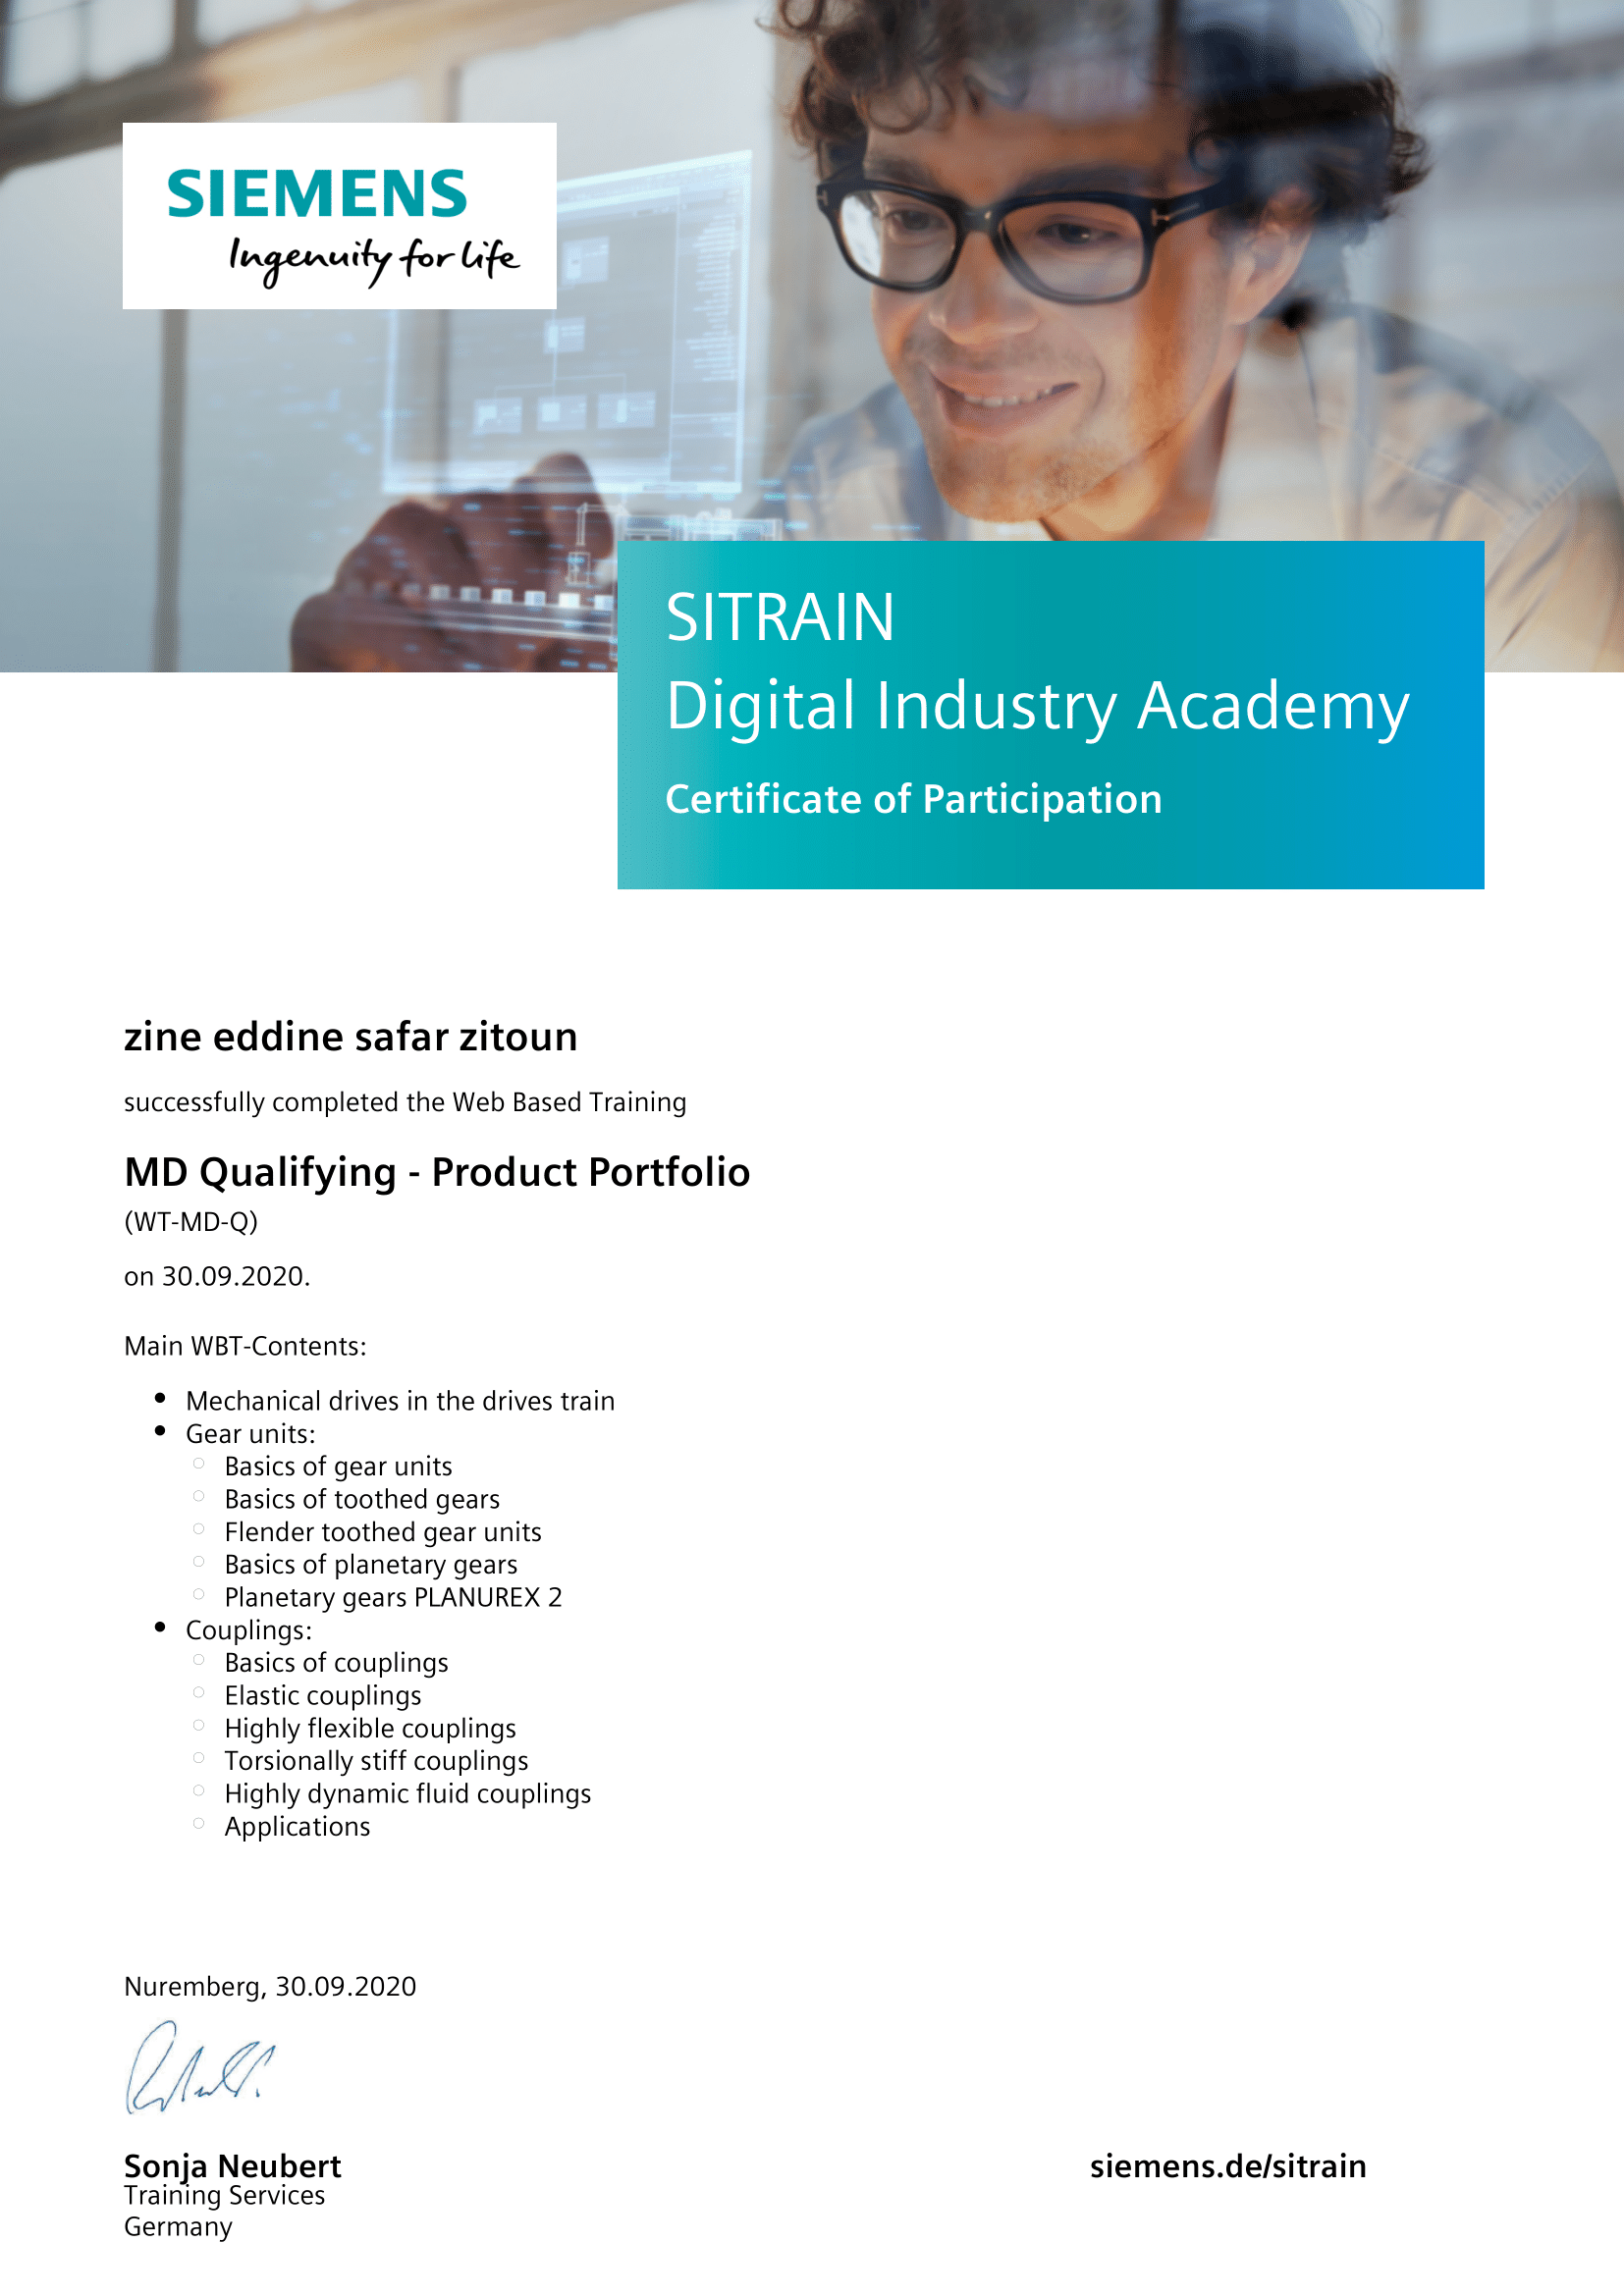 SIEMENS
Ingenuity for life
SITRAIN
Digital Industry Academy
Certificate of Participation
zine eddine safar zitoun
successfully completed the Web Based Training
MD Qualifying - Product Portfolio
(WT-MD-Q)
on 30.09.2020.
Main WBT-Contents:
Mechanical drives in the drives train
Gear units:
Basics of gear units
Basics of toothed gears
Flender toothed gear units
Basics of planetary gears
Planetary gears PLANUREX 2
Couplings:
Basics of couplings
Elastic couplings
Highly flexible couplings
Torsionally stiff couplings
Highly dynamic fluid couplings
Applications
Nuremberg, 30.09.2020
Sonja Neubert
Training Services
Germany
siemens.de/sitrain